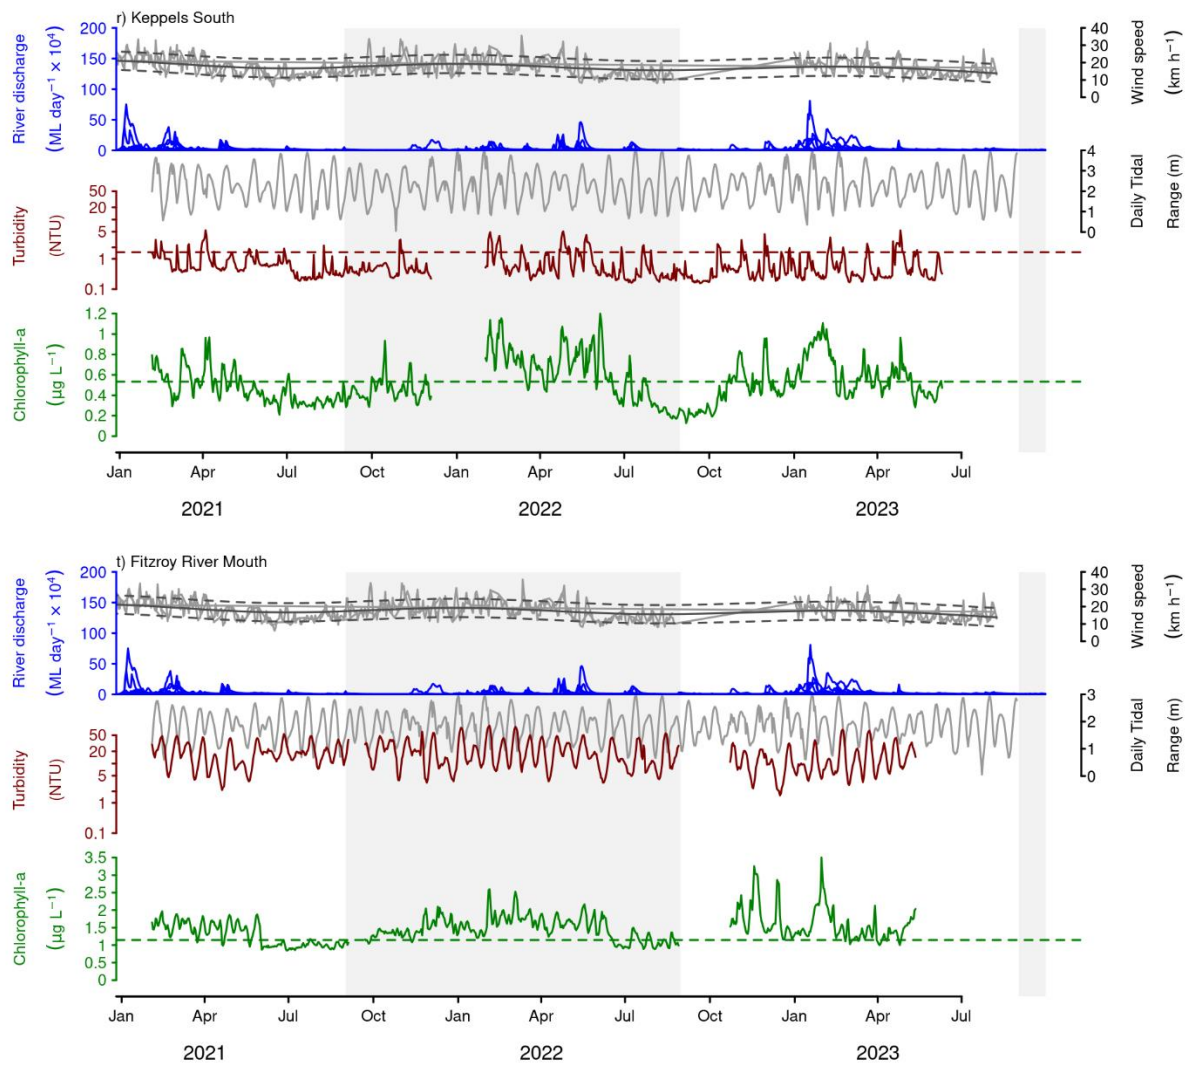 r) Keppels South
River discharge
(ML day⁻¹ × 10⁴)
200
150
100
50
0
40
30
20
10
0
Wind speed
(km h⁻¹)
4
3
2
1
0
Daily Tidal
Range (m)
Turbidity
(NTU)
50
20
5
1
0.1
Chlorophyll-a
(µg L⁻¹)
1.2
1
0.8
0.6
0.4
0.2
0
Jan Apr Jul Oct Jan Apr Jul Oct Jan Apr Jul
2021 2022 2023
t) Fitzroy River Mouth
River discharge
(ML day⁻¹ × 10⁴)
200
150
100
50
0
40
30
20
10
0
Wind speed
(km h⁻¹)
3
2
1
0
Daily Tidal
Range (m)
Turbidity
(NTU)
50
20
5
1
0.1
Chlorophyll-a
(µg L⁻¹)
3.5
3
2.5
2
1.5
1
0.5
0
Jan Apr Jul Oct Jan Apr Jul Oct Jan Apr Jul
2021 2022 2023